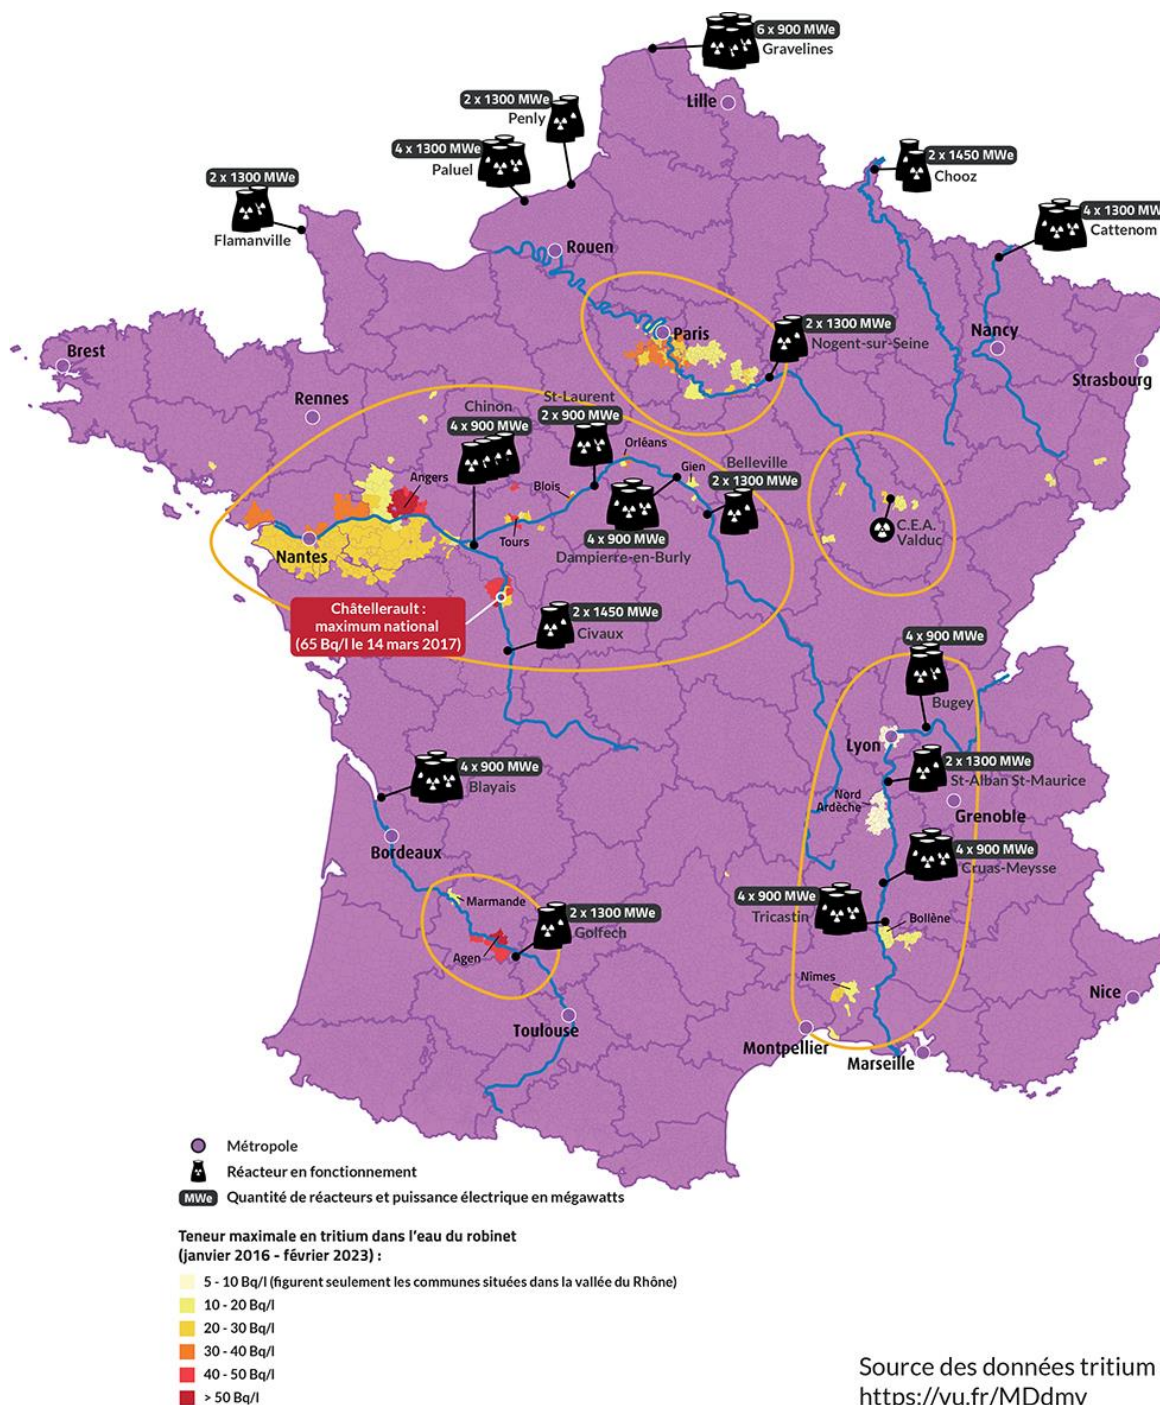 6 x 900 MWe
Gravelines
Lille
2 x 1300 MWe
Penly
4 x 1300 MWe
Paluel
2 x 1450 MWe
Chooz
2 x 1300 MWe
Flamanville
4 x 1300 MW
Cattenom
Rouen
Paris
2 x 1300 MWe
Nogent-sur-Seine
Nancy
Strasbourg
Brest
Rennes
Chinon
4 x 900 MWe
St-Laurent
2 x 900 MWe
Orléans
Gien
Belleville
2 x 1300 MWe
Angers
Blois
Tours
4 x 900 MWe
Dampierre-en-Burly
C.E.A.
Valduc
Nantes
Châtellerault :
maximum national
(65 Bq/l le 14 mars 2017)
2 x 1450 MWe
Civaux
4 x 900 MWe
Bugey
Lyon
2 x 1300 MWe
St-Alban St-Maurice
Nord
Ardèche
Grenoble
4 x 900 MWe
Blayais
Bordeaux
4 x 900 MWe
Cruas-Meysse
4 x 900 MWe
Tricastin
Bollène
Marmande
2 x 1300 MWe
Golfech
Agen
Nîmes
Nice
Toulouse
Montpellier
Marseille
Métropole
Réacteur en fonctionnement
MWe Quantité de réacteurs et puissance électrique en mégawatts
Teneur maximale en tritium dans l'eau du robinet
(janvier 2016 - février 2023) :
5 - 10 Bq/l (figurent seulement les communes situées dans la vallée du Rhône)
10 - 20 Bq/l
20 - 30 Bq/l
30 - 40 Bq/l
40 - 50 Bq/l
> 50 Bq/l
Source des données tritium
https://vu.fr/MDdmv